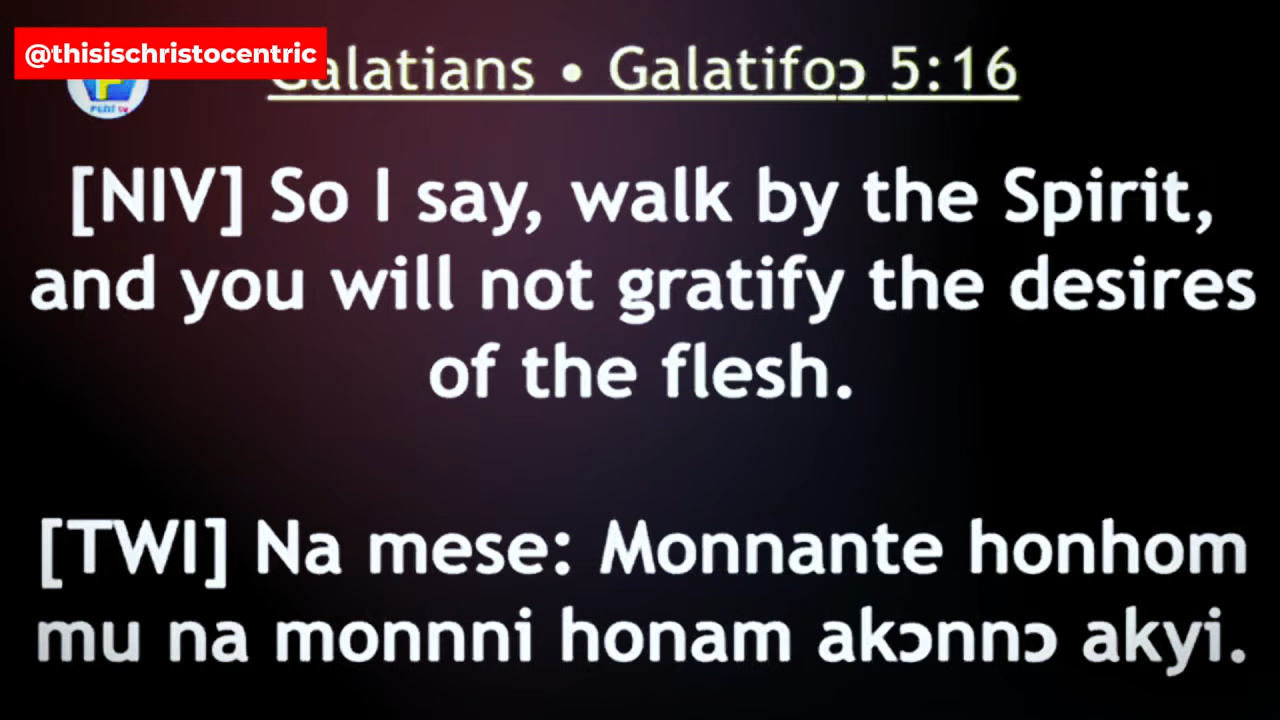 @thisischristocentric
Galatians • Galatifoɔ 5:16
[NIV] So I say, walk by the Spirit,
and you will not gratify the desires
of the flesh.
[TWI] Na mese: Monnante honhom
mu na monnni honam akɔnnɔ akyi.